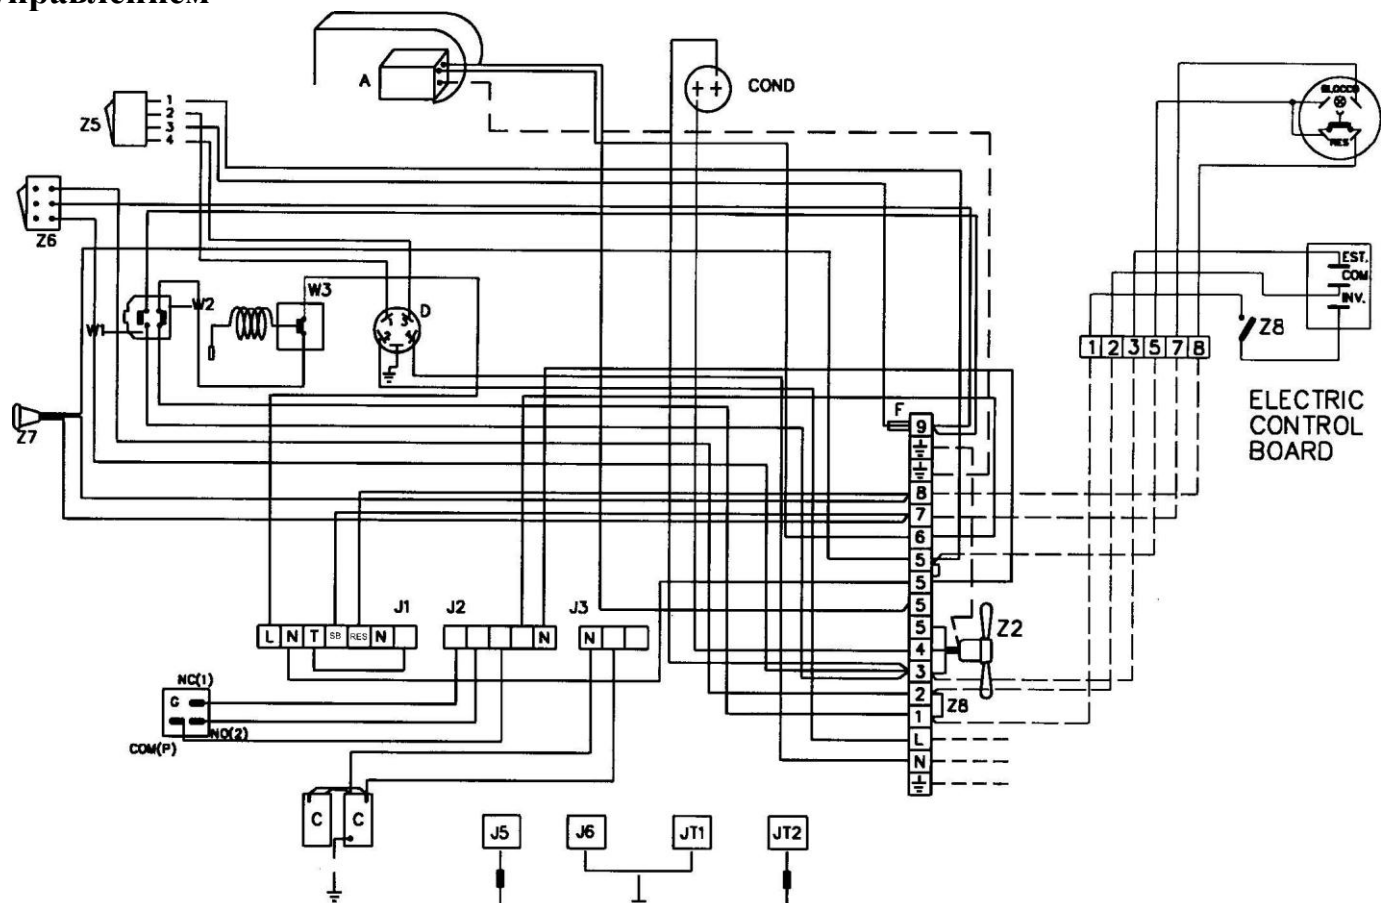 управлением
A
COND
BLOCCO
RES
Z5
1
2
3
4
Z6
W1
W2
W3
D
3
EST.
COM
INV.
Z8
1 2 3 5 7 8
ELECTRIC
CONTROL
BOARD
Z7
F
9
8
7
6
5
5
5
5
4
3
2
1
L
N
Z2
Z8
J1
L N T SB RES N
J2
N
J3
N
NC(1)
G
NO(2)
COM(P)
C C
J5
J6
JT1
JT2